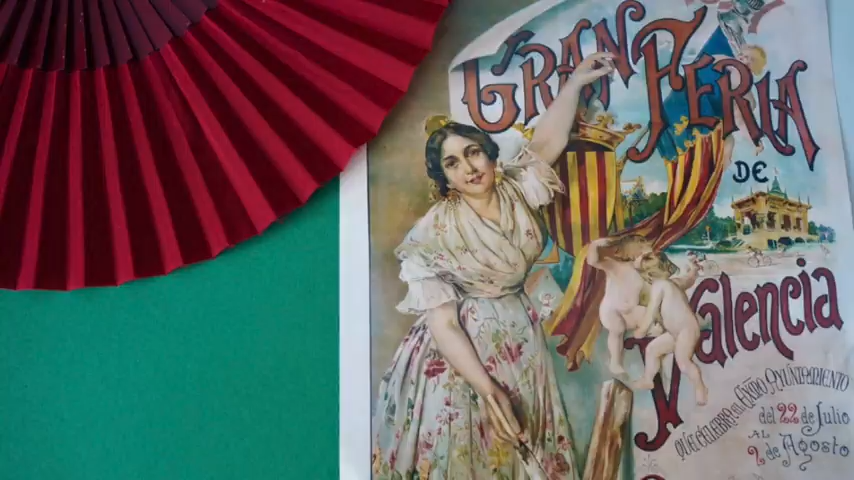 GRAN FERIA
DE
Valencia
QUE CELEBRA EL EXCMO AYUNTAMIENTO
del 22 de Julio
AL
2 de Agosto